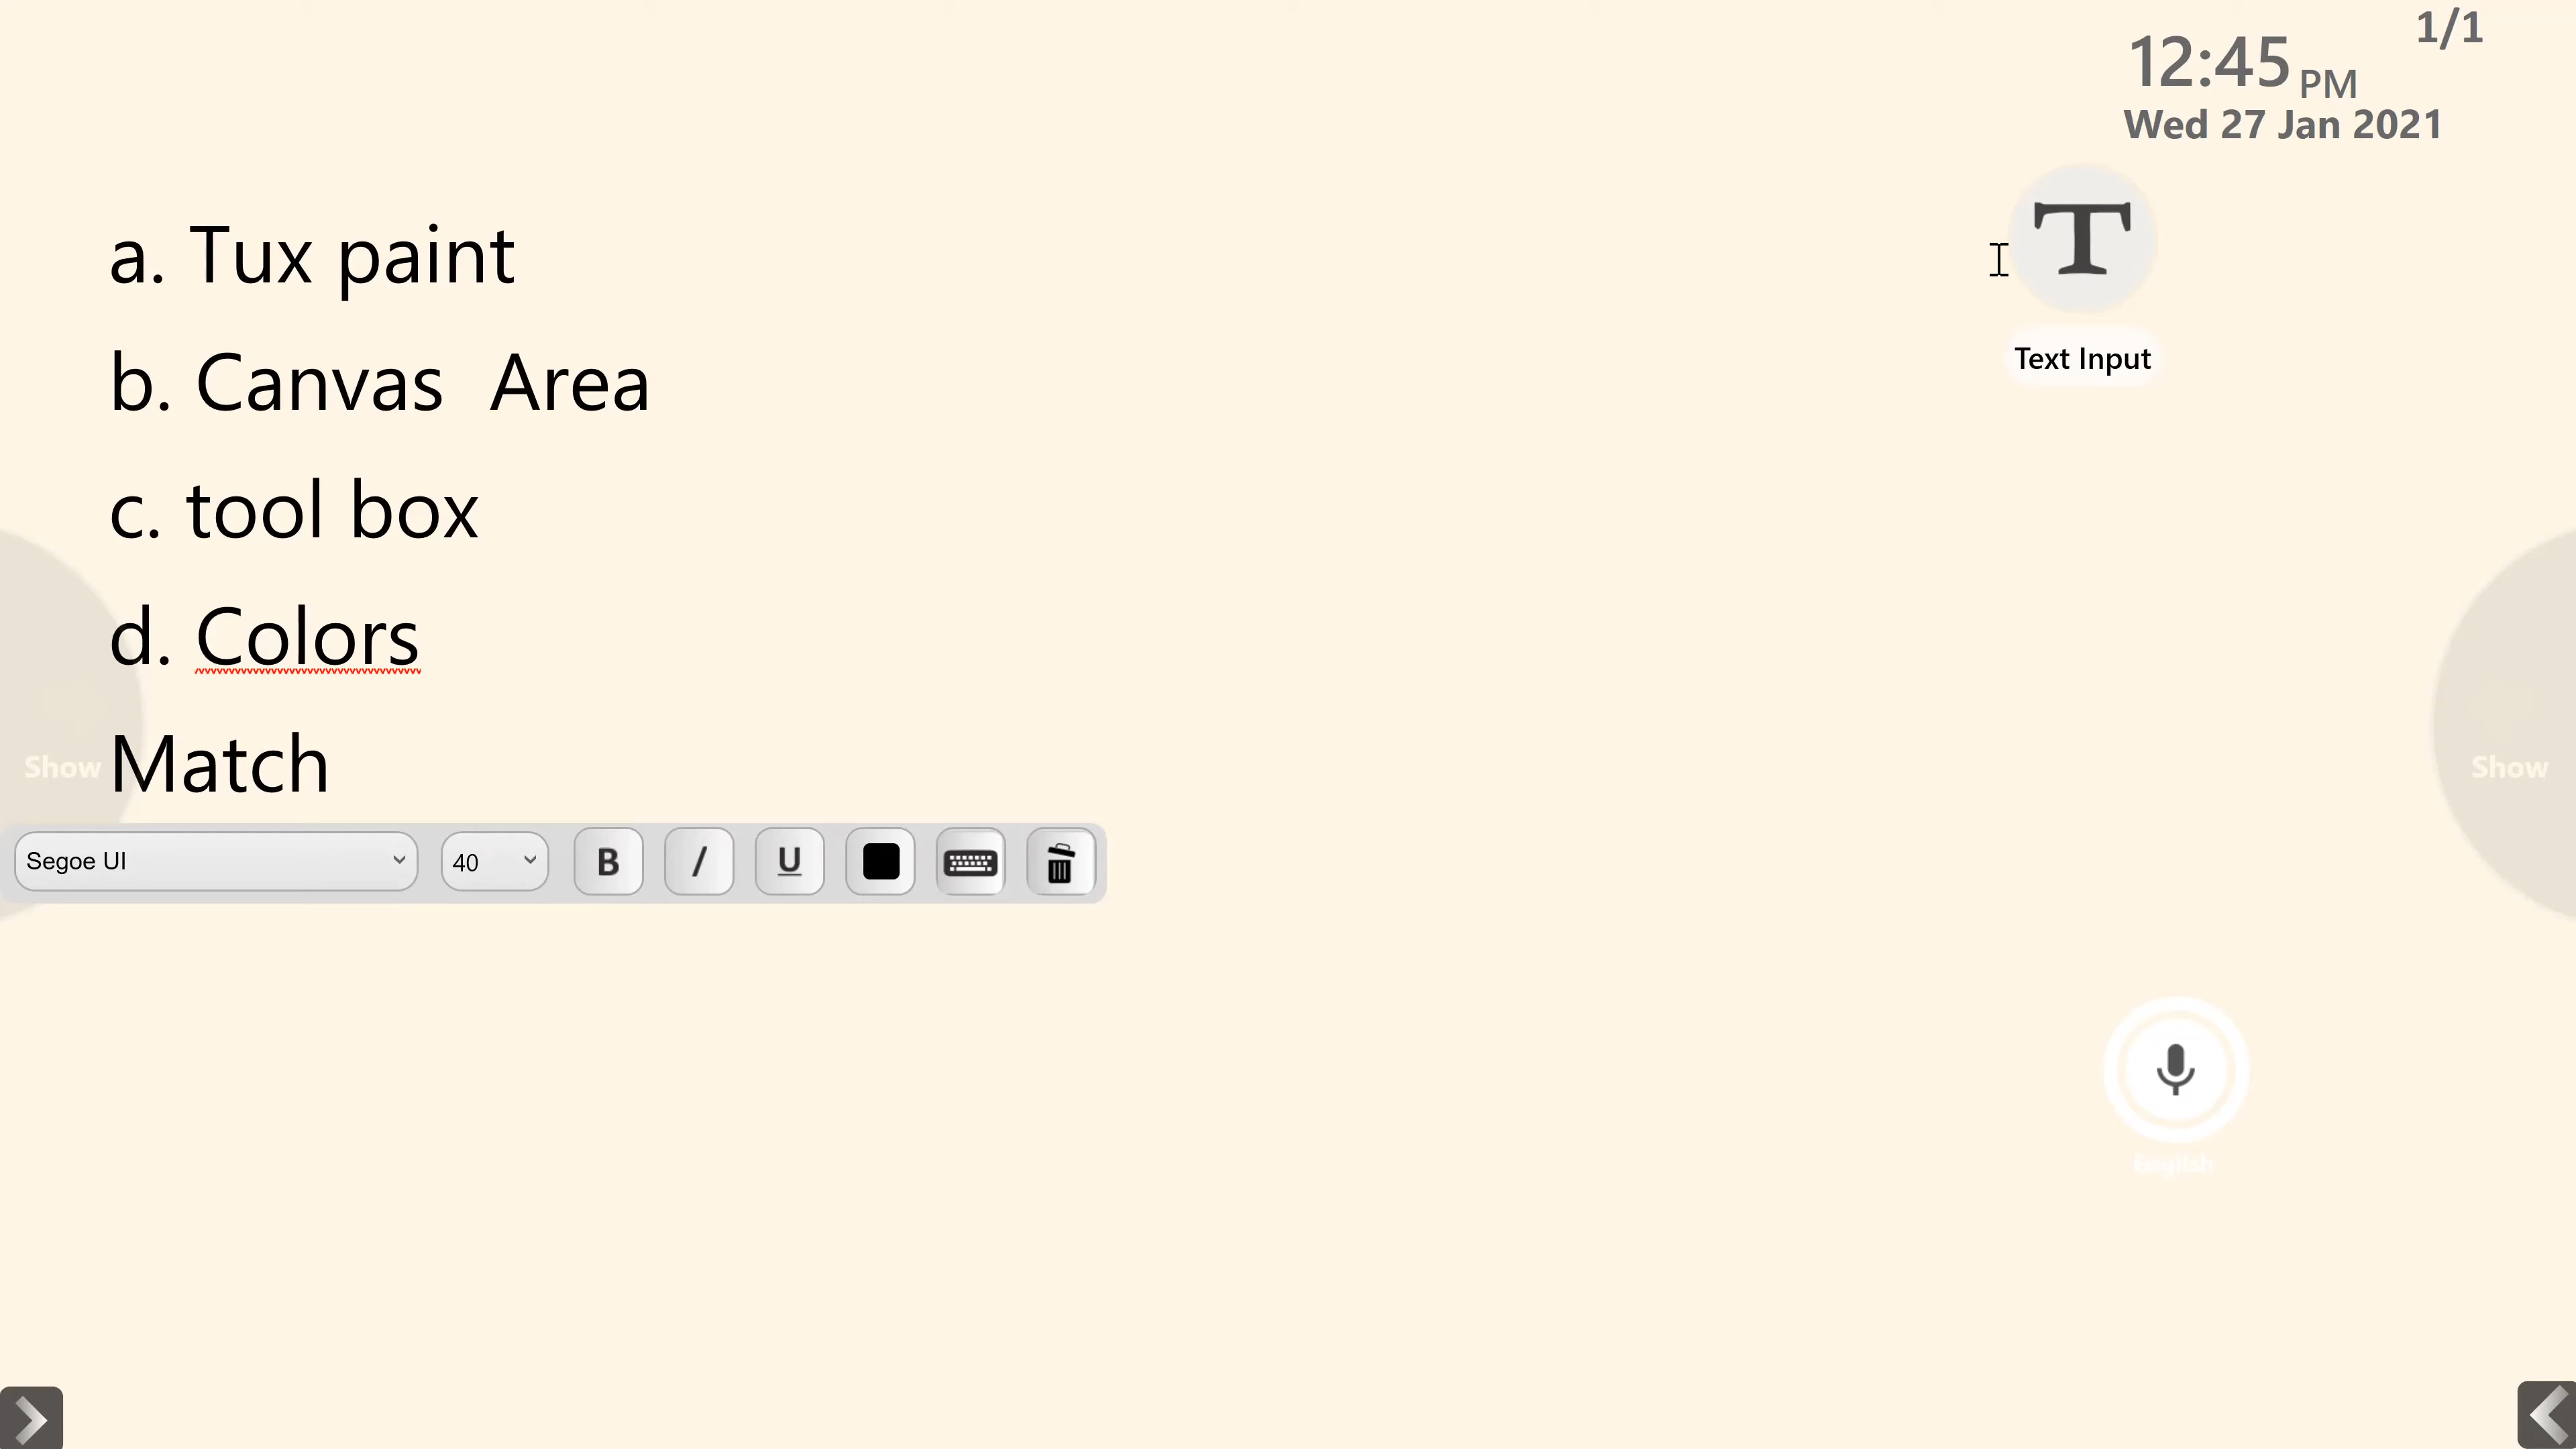 1/1
12:45 PM
Wed 27 Jan 2021
a. Tux paint
Text Input
b. Canvas  Area
c. tool box
d. Colors
Match
Show
Show
Segoe UI
40
B
/
U
English